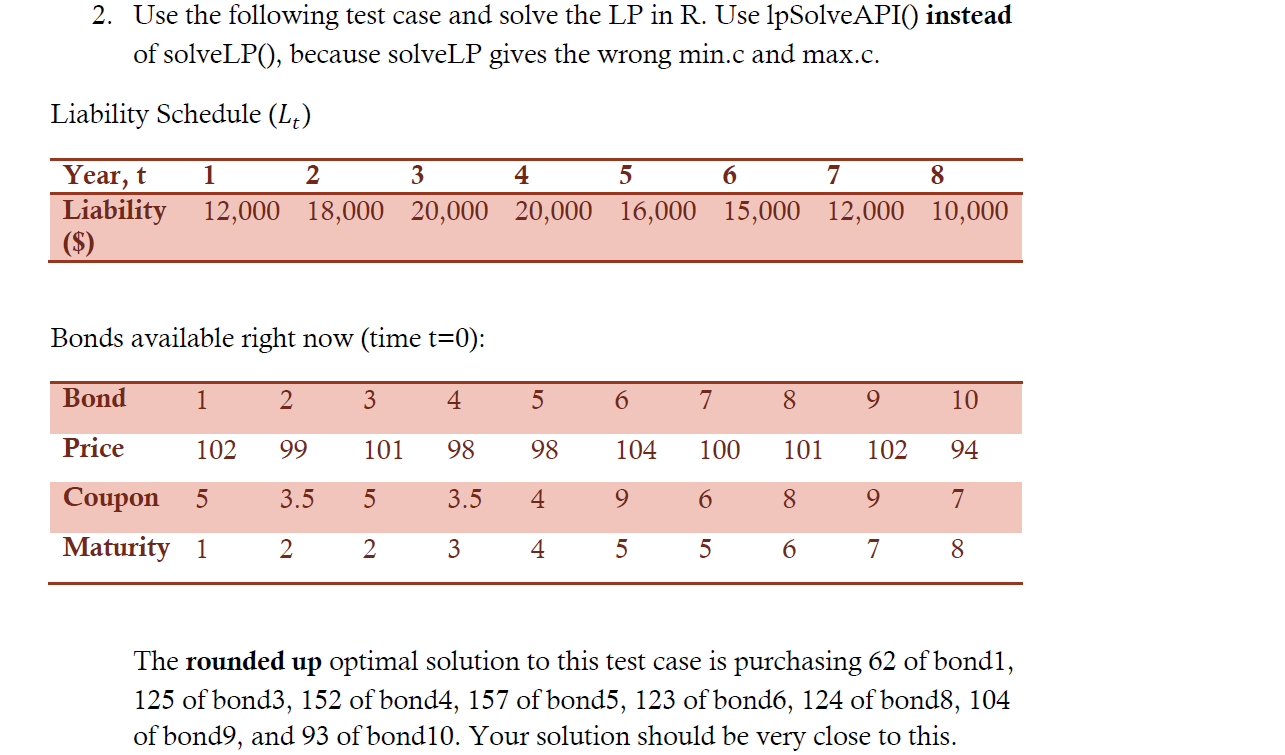 2. Use the following test case and solve the LP in R. Use lpSolveAPI() instead
of solveLP(), because solveLP gives the wrong min.c and max.c.
Liability Schedule (Lₜ)
Year, t 1 2 3 4 5 6 7 8
Liability 12,000 18,000 20,000 20,000 16,000 15,000 12,000 10,000
($)
Bonds available right now (time t=0):
Bond 1 2 3 4 5 6 7 8 9 10
Price 102 99 101 98 98 104 100 101 102 94
Coupon 5 3.5 5 3.5 4 9 6 8 9 7
Maturity 1 2 2 3 4 5 5 6 7 8
The rounded up optimal solution to this test case is purchasing 62 of bond1,
125 of bond3, 152 of bond4, 157 of bond5, 123 of bond6, 124 of bond8, 104
of bond9, and 93 of bond10. Your solution should be very close to this.